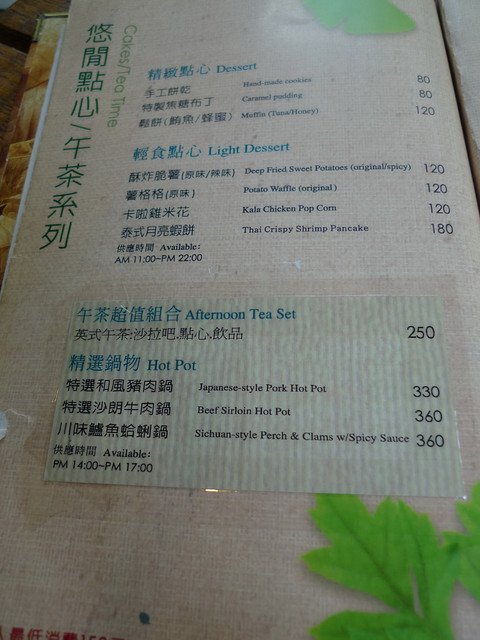 悠閒點心/午茶系列
Cakes/Tea Time
精緻點心 Dessert
手工餅乾 Hand-made cookies 80
特製焦糖布丁 Caramel pudding 80
鬆餅(鮪魚/蜂蜜) Muffin (Tuna/Honey) 120
輕食點心 Light Dessert
酥炸脆薯(原味/辣味) Deep Fried Sweet Potatoes (original/spicy) 120
薯格格(原味) Potato Waffle (original) 120
卡啦雞米花 Kala Chicken Pop Corn 120
泰式月亮蝦餅 Thai Crispy Shrimp Pancake 180
供應時間 Available:
AM 11:00~PM 22:00
午茶超值組合 Afternoon Tea Set
英式午茶:沙拉吧.點心.飲品 250
精選鍋物 Hot Pot
特選和風豬肉鍋 Japanese-style Pork Hot Pot 330
特選沙朗牛肉鍋 Beef Sirloin Hot Pot 360
川味鱸魚蛤蜊鍋 Sichuan-style Perch & Clams w/Spicy Sauce 360
供應時間 Available:
PM 14:00~PM 17:00
最低消費150